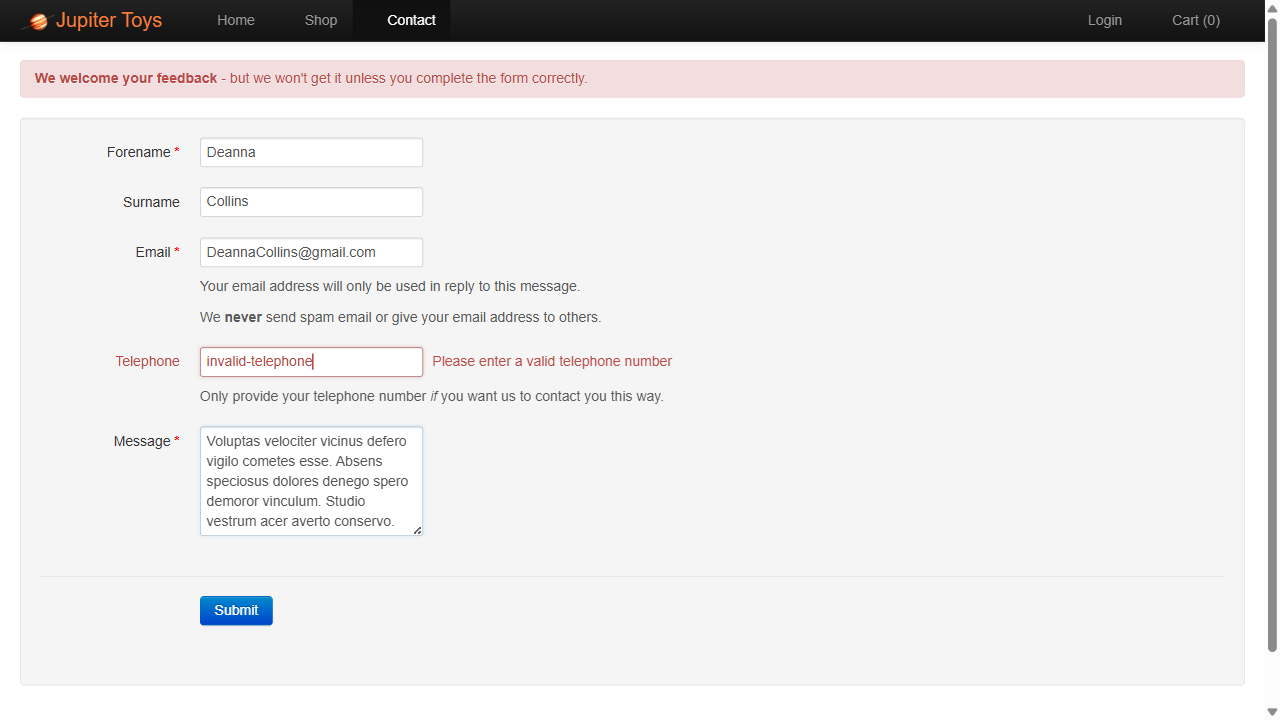 Jupiter Toys Home Shop Contact Login Cart (0)
We welcome your feedback - but we won't get it unless you complete the form correctly.
Forename * Deanna
Surname Collins
Email * DeannaCollins@gmail.com
Your email address will only be used in reply to this message.
We never send spam email or give your email address to others.
Telephone invalid-telephone Please enter a valid telephone number
Only provide your telephone number if you want us to contact you this way.
Message * Voluptas velociter vicinus defero
vigilo cometes esse. Absens
speciosus dolores denego spero
demoror vinculum. Studio
vestrum acer averto conservo.
Submit